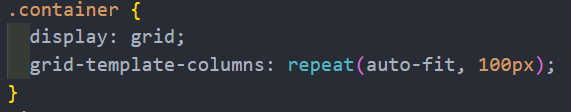 .container {
  display: grid;
  grid-template-columns: repeat(auto-fit, 100px);
}